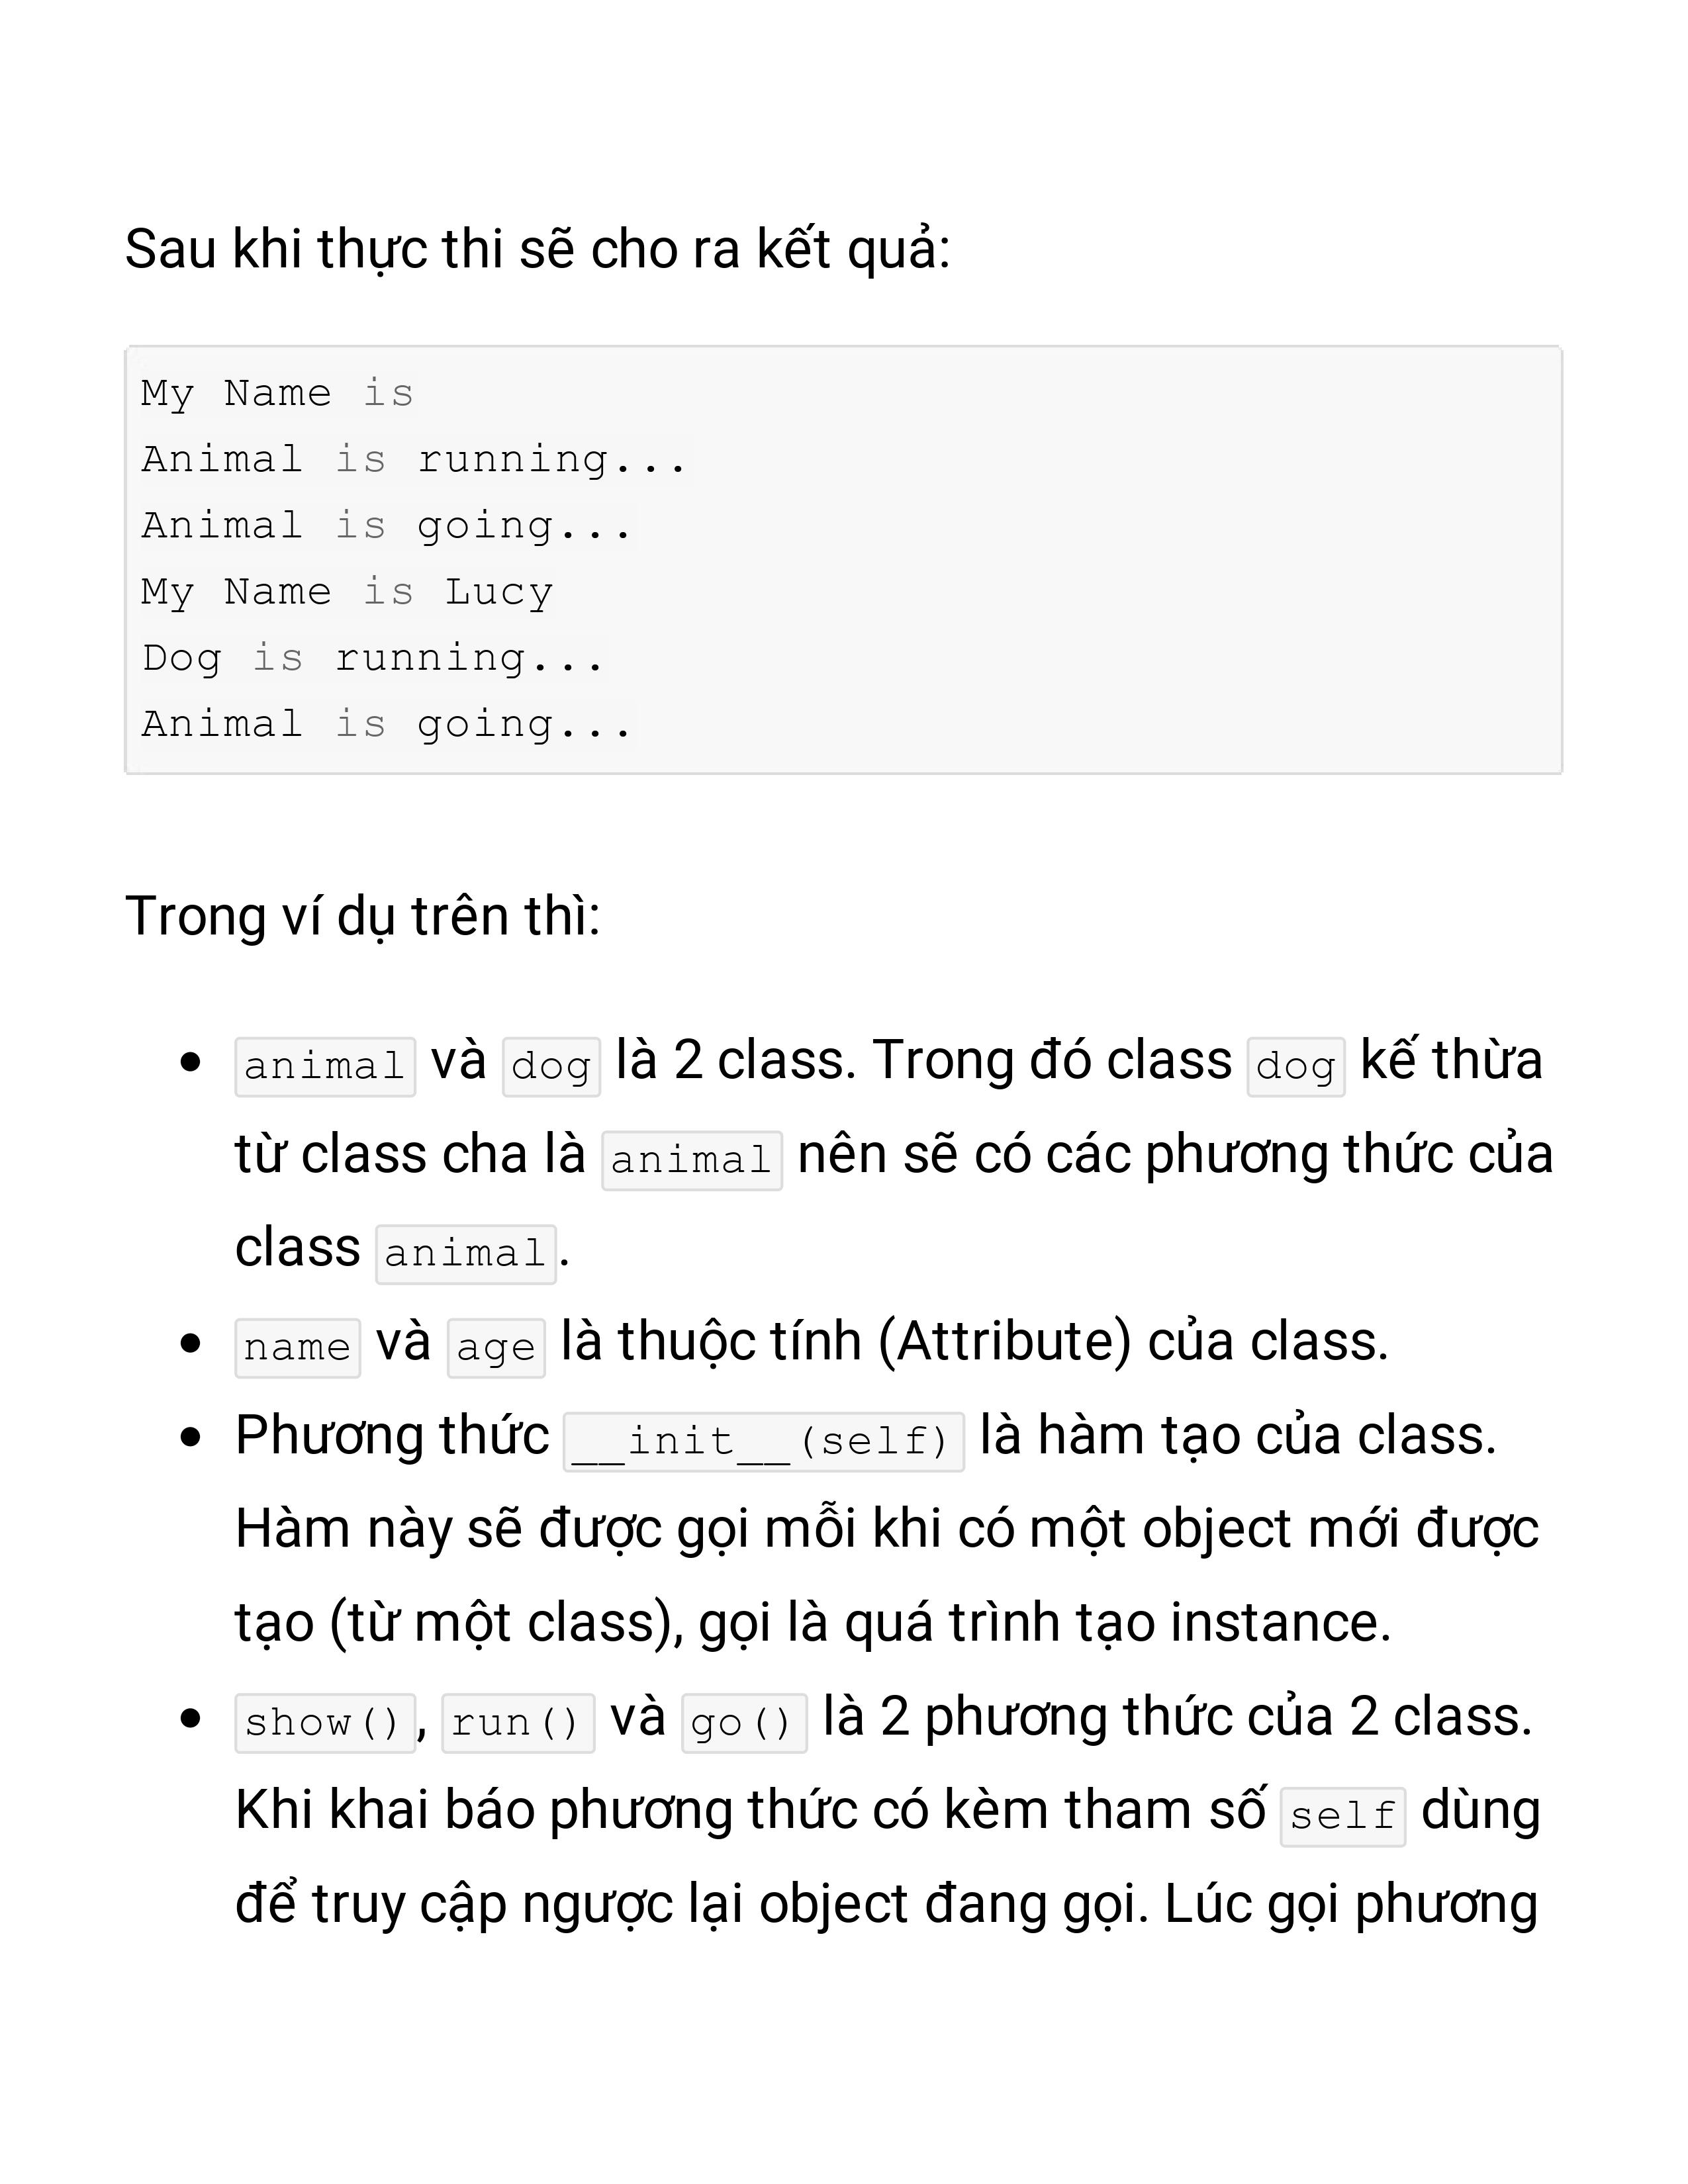 Sau khi thực thi sẽ cho ra kết quả:
My Name is
Animal is running...
Animal is going...
My Name is Lucy
Dog is running...
Animal is going...
Trong ví dụ trên thì:
• animal và dog là 2 class. Trong đó class dog kế thừa
từ class cha là animal nên sẽ có các phương thức của
class animal.
• name và age là thuộc tính (Attribute) của class.
• Phương thức __init__(self) là hàm tạo của class.
Hàm này sẽ được gọi mỗi khi có một object mới được
tạo (từ một class), gọi là quá trình tạo instance.
• show(), run() và go() là 2 phương thức của 2 class.
Khi khai báo phương thức có kèm tham số self dùng
để truy cập ngược lại object đang gọi. Lúc gọi phương